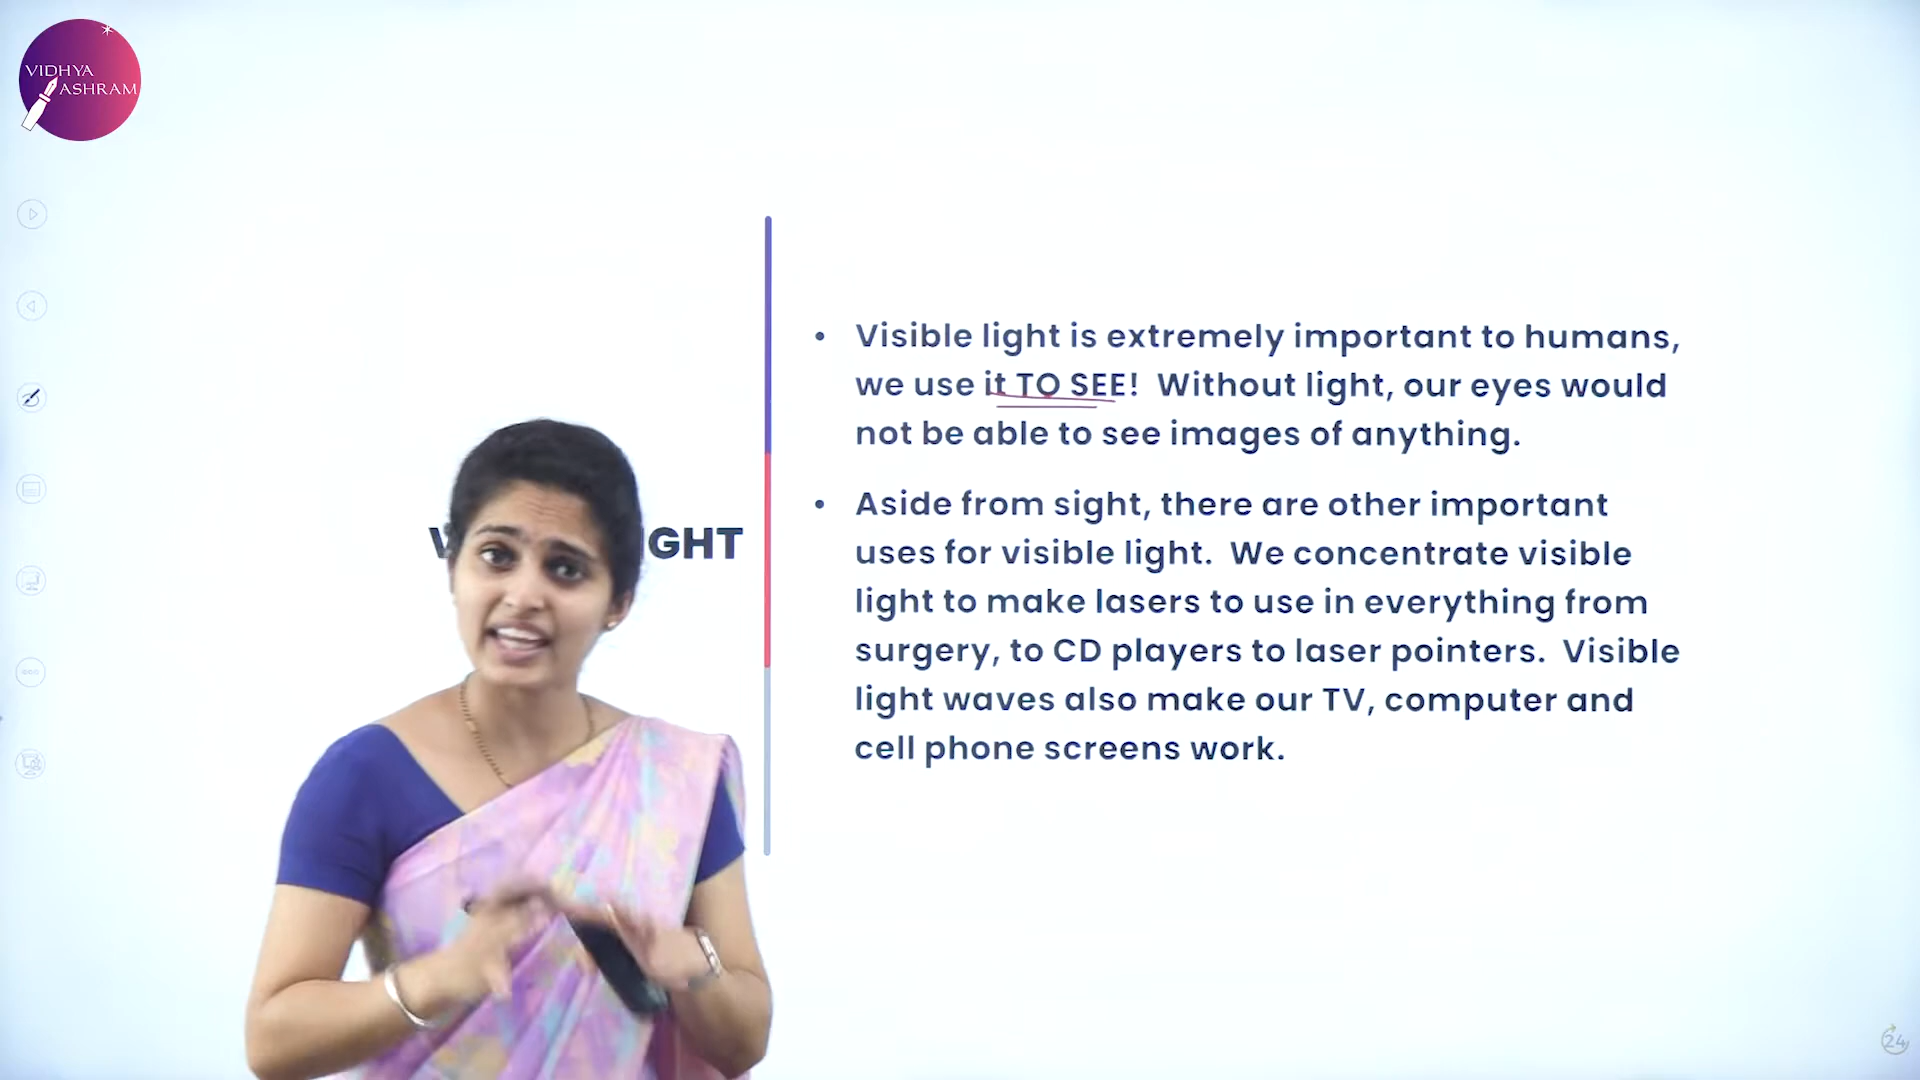 VIDHYA
ASHRAM
• Visible light is extremely important to humans,
we use it TO SEE!  Without light, our eyes would
not be able to see images of anything.
GHT
• Aside from sight, there are other important
uses for visible light.  We concentrate visible
light to make lasers to use in everything from
surgery, to CD players to laser pointers.  Visible
light waves also make our TV, computer and
cell phone screens work.
24